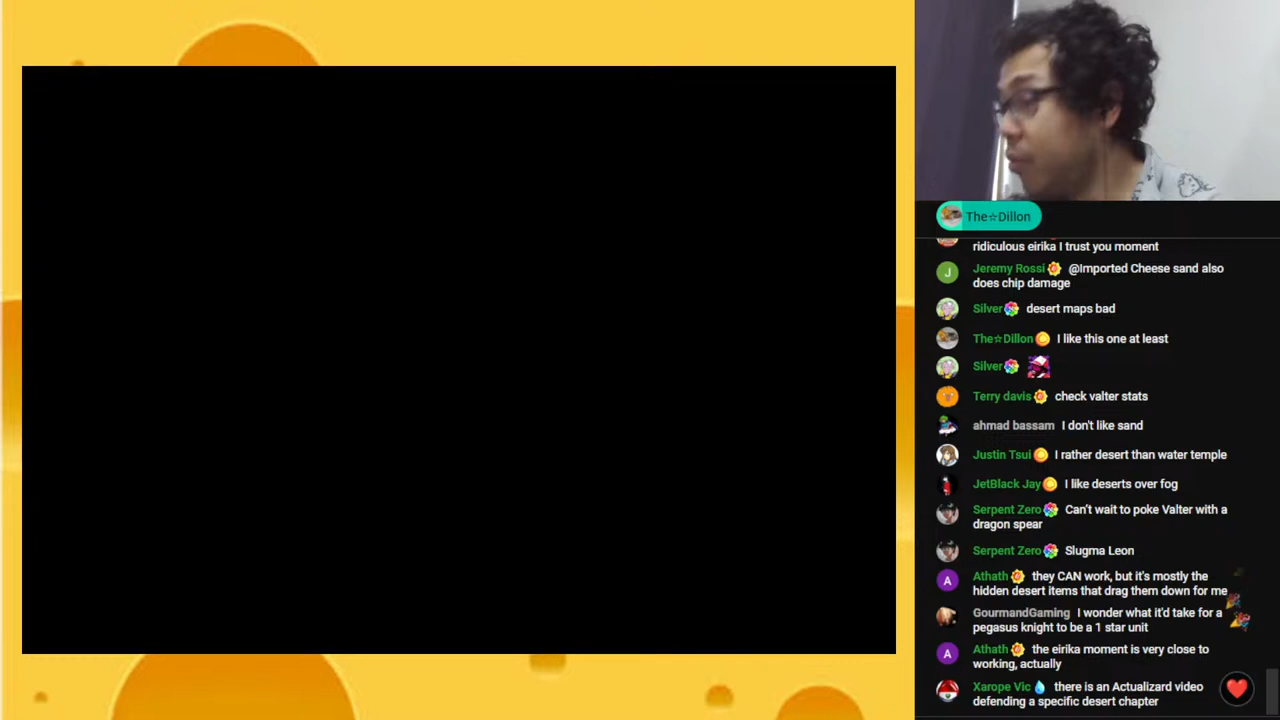 The☆Dillon
ridiculous eirika I trust you moment
Jeremy Rossi @Imported Cheese sand also
does chip damage
Silver desert maps bad
The☆Dillon I like this one at least
Silver
Terry davis check valter stats
ahmad bassam I don't like sand
Justin Tsui I rather desert than water temple
JetBlack Jay I like deserts over fog
Serpent Zero Can't wait to poke Valter with a
dragon spear
Serpent Zero Slugma Leon
A Athath they CAN work, but it's mostly the
hidden desert items that drag them down for me
GourmandGaming I wonder what it'd take for a
pegasus knight to be a 1 star unit
A Athath the eirika moment is very close to
working, actually
Xarope Vic there is an Actualizard video
defending a specific desert chapter